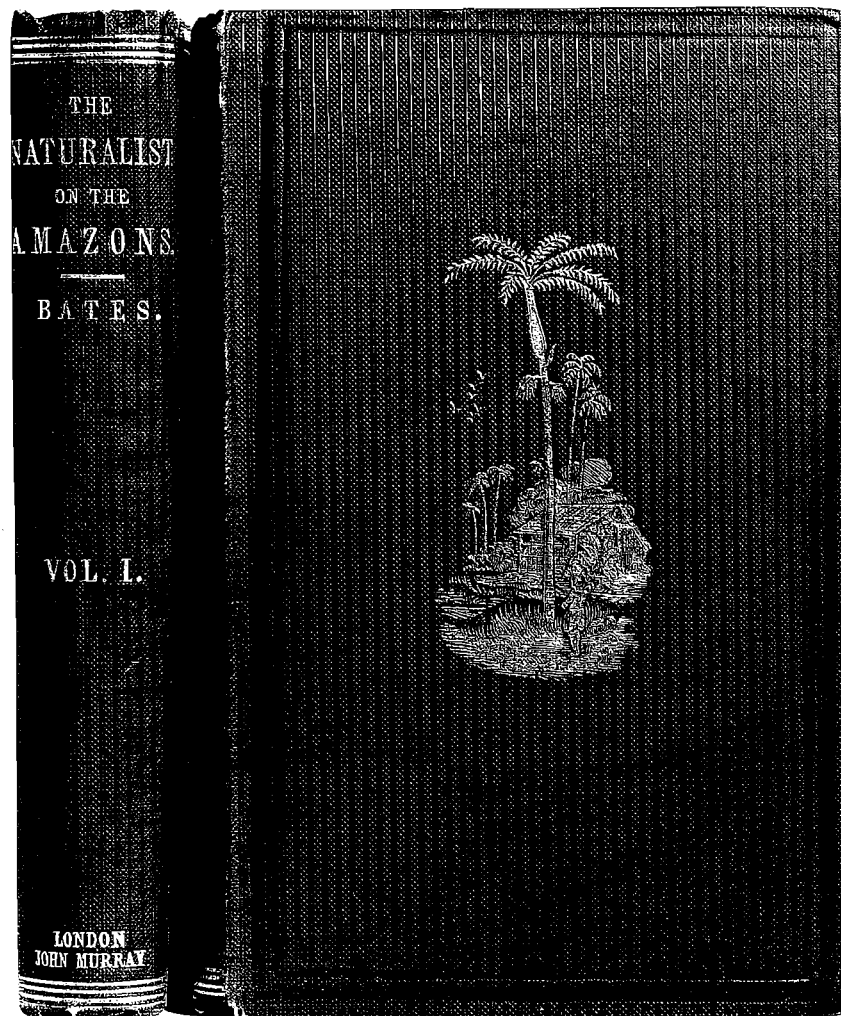 THE
NATURALIST
ON THE
AMAZONS.
BATES.
VOL. I.
LONDON
JOHN MURRAY